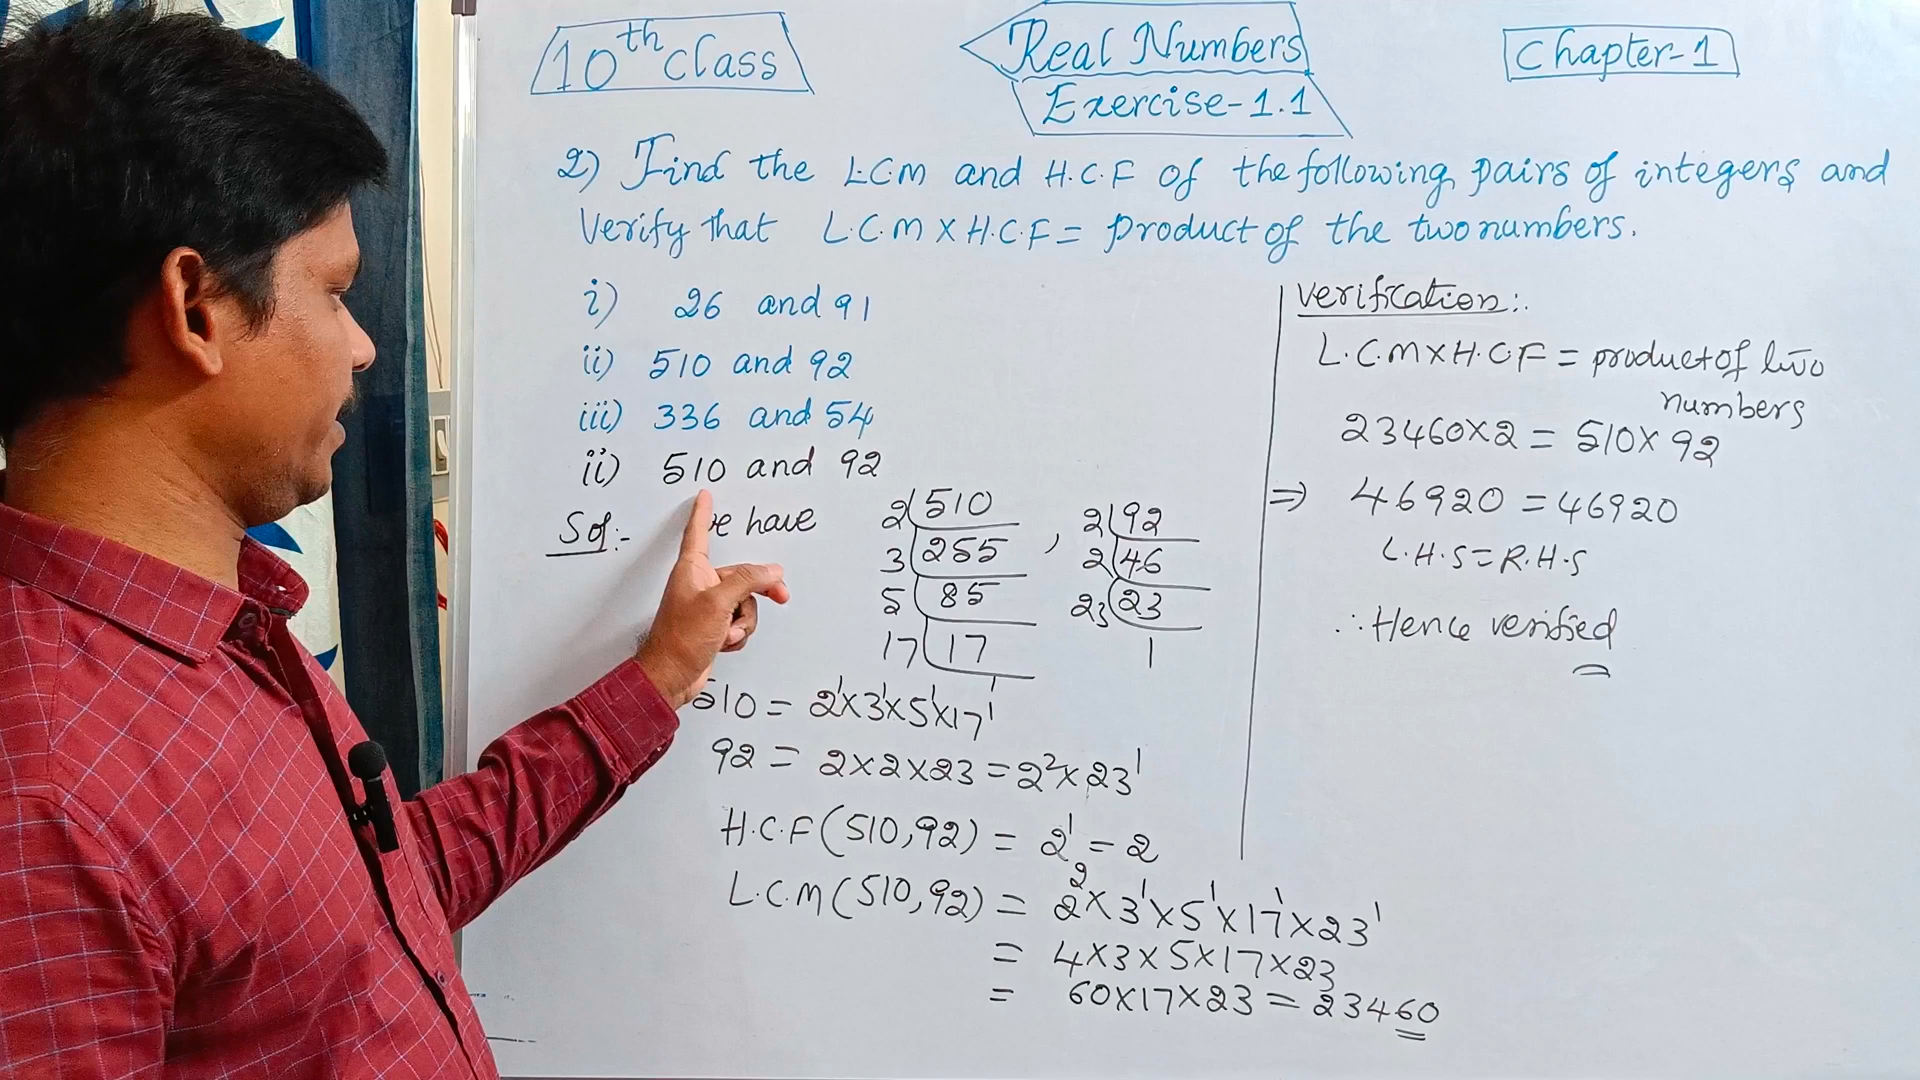 10th class
Real Numbers
Exercise-1.1
Chapter-1
2) Find the L.C.M and H.C.F of the following pairs of integers and
Verify that L.C.M X H.C.F = product of the two numbers.
i) 26 and 91
ii) 510 and 92
iii) 336 and 54
ii) 510 and 92
Sol:- we have
2 510 , 2 92
3 255 2 46
5 85 23 23
17 17 1
1
510 = 2¹X3¹X5¹X17¹
92 = 2X2X23 = 2²X23¹
H.C.F(510,92) = 2¹ = 2
L.C.M(510,92) = 2²X3¹X5¹X17¹X23¹
= 4X3X5X17X23
= 60X17X23 = 23460
Verification:-
L.C.MXH.C.F = product of two
numbers
23460X2 = 510X92
⇒ 46920 = 46920
L.H.S = R.H.S
∴ Hence verified